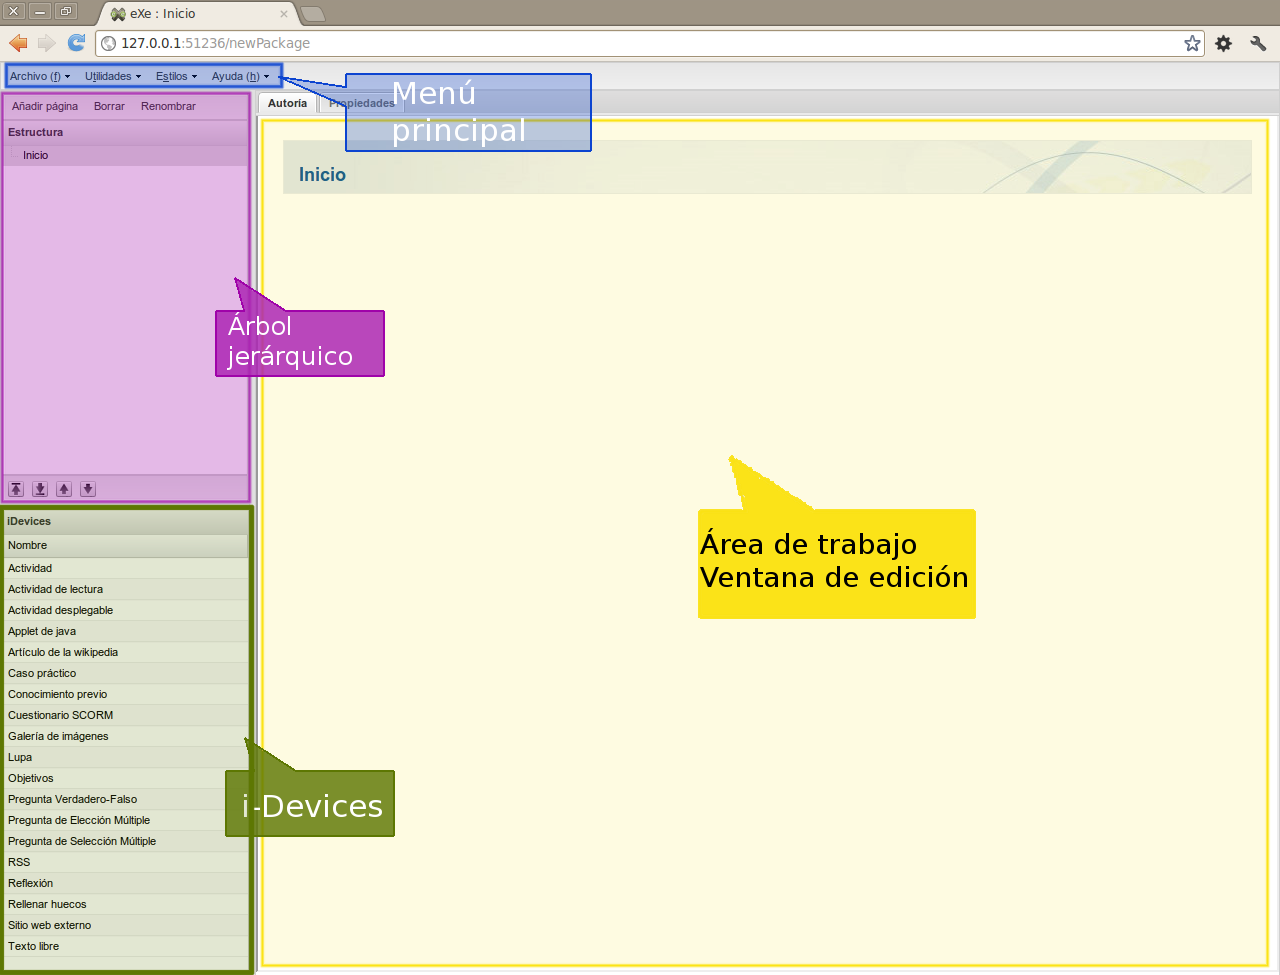 eXe : Inicio
127.0.0.1:51236/newPackage
Archivo (f) Utilidades Estilos Ayuda (h)
Menú
principal
Añadir página Borrar Renombrar
Autoría Propiedades
Estructura
Inicio
Inicio
Árbol
jerárquico
Área de trabajo
Ventana de edición
iDevices
Nombre
Actividad
Actividad de lectura
Actividad desplegable
Applet de java
Artículo de la wikipedia
Caso práctico
Conocimiento previo
Cuestionario SCORM
Galería de imágenes
Lupa
Objetivos
Pregunta Verdadero-Falso
Pregunta de Elección Múltiple
Pregunta de Selección Múltiple
RSS
Reflexión
Rellenar huecos
Sitio web externo
Texto libre
i-Devices